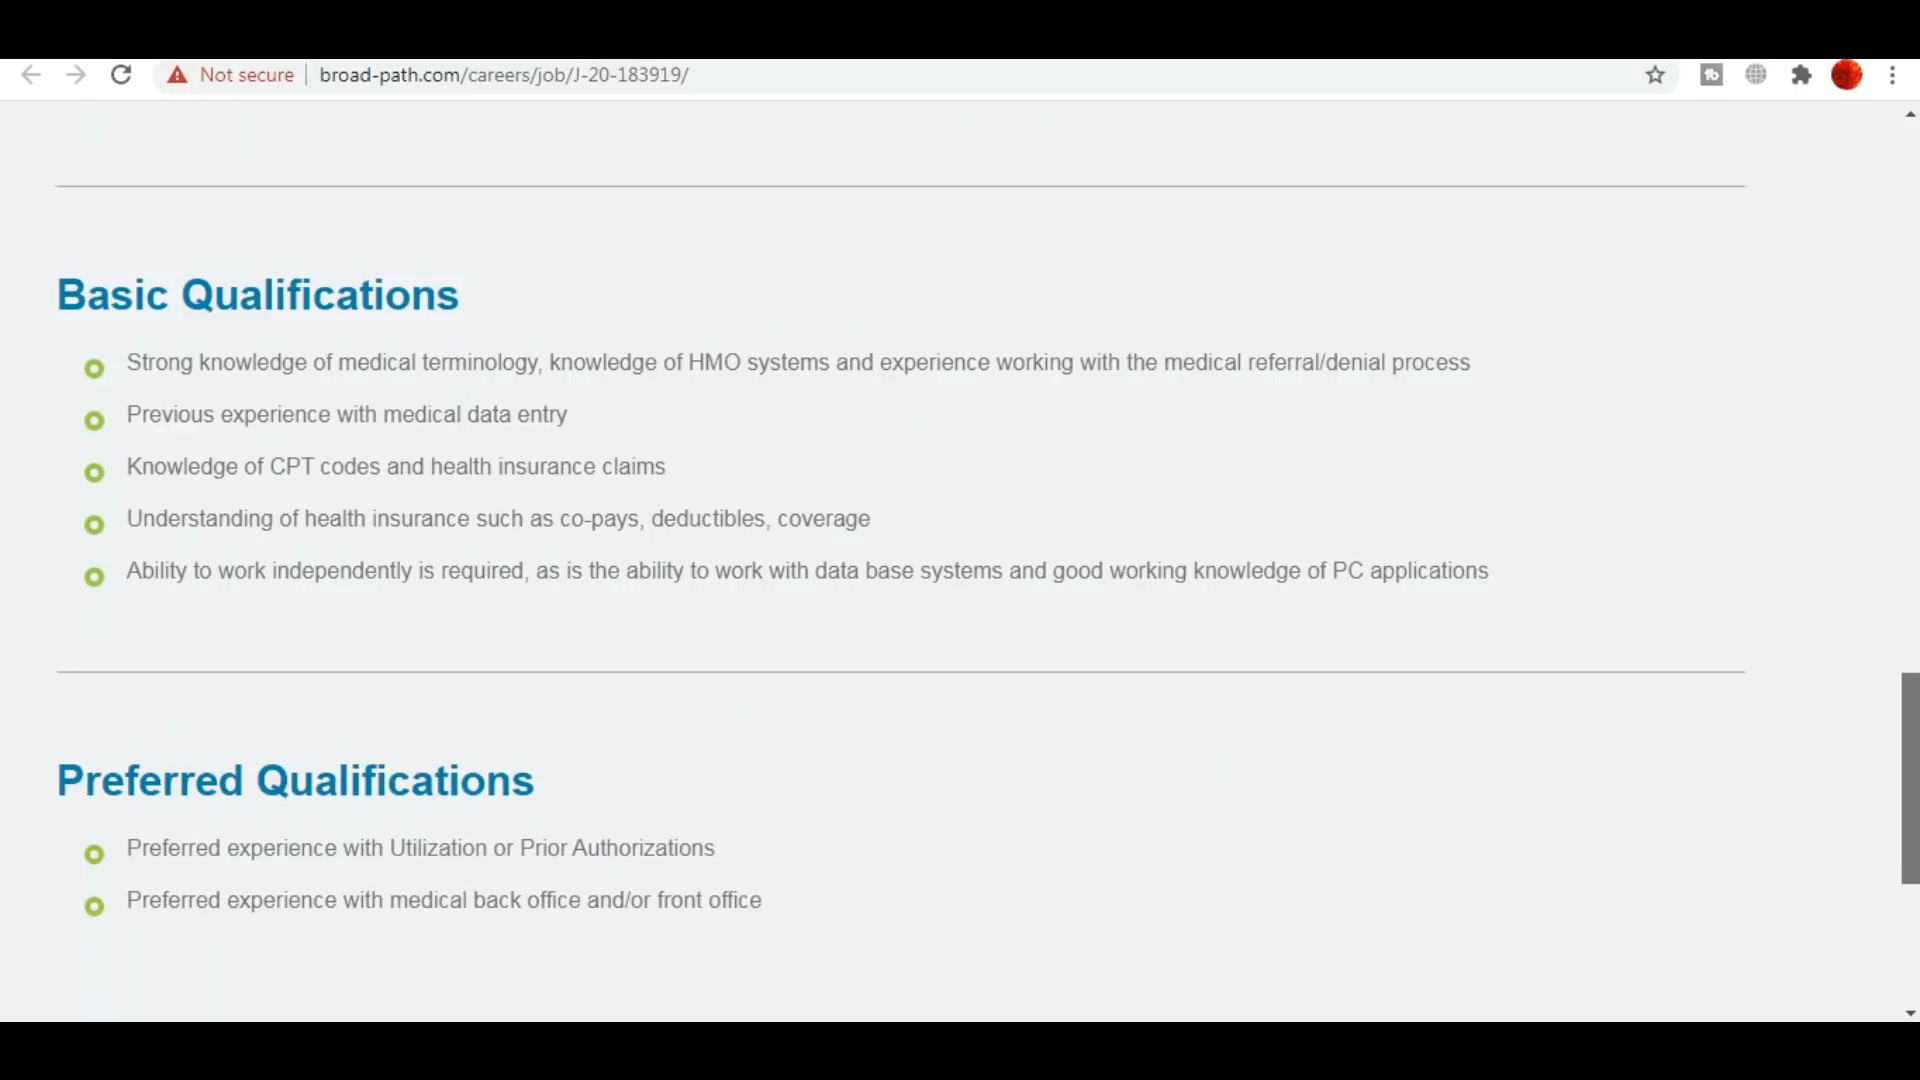 Not secure broad-path.com/careers/job/J-20-183919/
Basic Qualifications
Strong knowledge of medical terminology, knowledge of HMO systems and experience working with the medical referral/denial process
Previous experience with medical data entry
Knowledge of CPT codes and health insurance claims
Understanding of health insurance such as co-pays, deductibles, coverage
Ability to work independently is required, as is the ability to work with data base systems and good working knowledge of PC applications
Preferred Qualifications
Preferred experience with Utilization or Prior Authorizations
Preferred experience with medical back office and/or front office